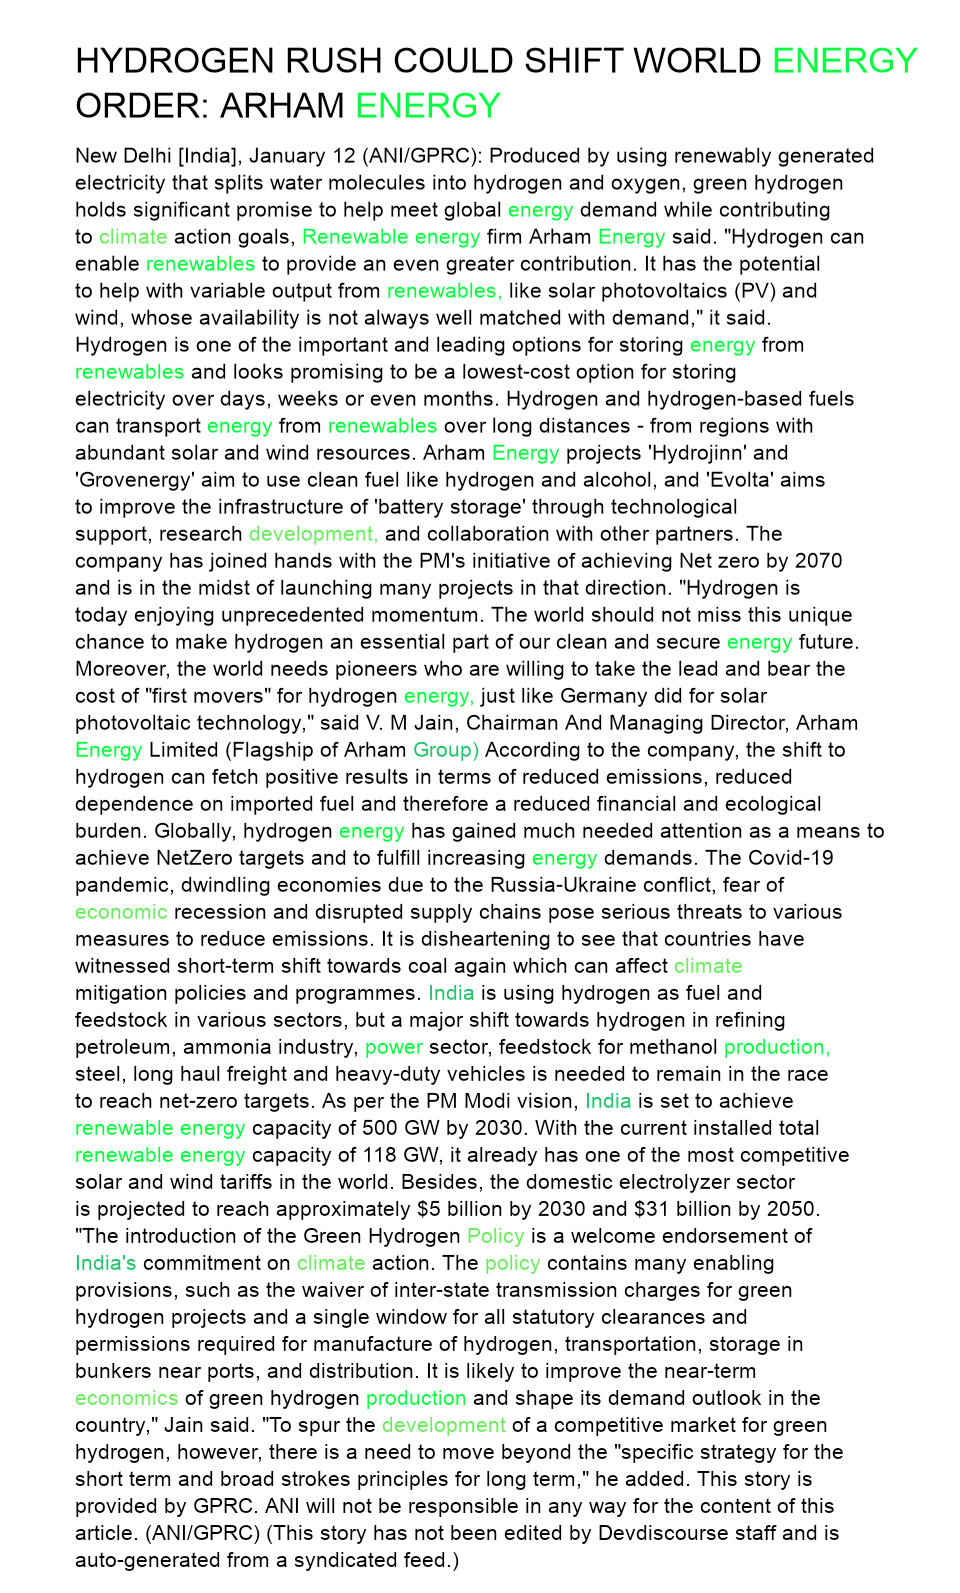 HYDROGEN RUSH COULD SHIFT WORLD ENERGY
ORDER: ARHAM ENERGY
New Delhi [India], January 12 (ANI/GPRC): Produced by using renewably generated
electricity that splits water molecules into hydrogen and oxygen, green hydrogen
holds significant promise to help meet global energy demand while contributing
to climate action goals, Renewable energy firm Arham Energy said. "Hydrogen can
enable renewables to provide an even greater contribution. It has the potential
to help with variable output from renewables, like solar photovoltaics (PV) and
wind, whose availability is not always well matched with demand," it said.
Hydrogen is one of the important and leading options for storing energy from
renewables and looks promising to be a lowest-cost option for storing
electricity over days, weeks or even months. Hydrogen and hydrogen-based fuels
can transport energy from renewables over long distances - from regions with
abundant solar and wind resources. Arham Energy projects 'Hydrojinn' and
'Grovenergy' aim to use clean fuel like hydrogen and alcohol, and 'Evolta' aims
to improve the infrastructure of 'battery storage' through technological
support, research development, and collaboration with other partners. The
company has joined hands with the PM's initiative of achieving Net zero by 2070
and is in the midst of launching many projects in that direction. "Hydrogen is
today enjoying unprecedented momentum. The world should not miss this unique
chance to make hydrogen an essential part of our clean and secure energy future.
Moreover, the world needs pioneers who are willing to take the lead and bear the
cost of "first movers" for hydrogen energy, just like Germany did for solar
photovoltaic technology," said V. M Jain, Chairman And Managing Director, Arham
Energy Limited (Flagship of Arham Group) According to the company, the shift to
hydrogen can fetch positive results in terms of reduced emissions, reduced
dependence on imported fuel and therefore a reduced financial and ecological
burden. Globally, hydrogen energy has gained much needed attention as a means to
achieve NetZero targets and to fulfill increasing energy demands. The Covid-19
pandemic, dwindling economies due to the Russia-Ukraine conflict, fear of
economic recession and disrupted supply chains pose serious threats to various
measures to reduce emissions. It is disheartening to see that countries have
witnessed short-term shift towards coal again which can affect climate
mitigation policies and programmes. India is using hydrogen as fuel and
feedstock in various sectors, but a major shift towards hydrogen in refining
petroleum, ammonia industry, power sector, feedstock for methanol production,
steel, long haul freight and heavy-duty vehicles is needed to remain in the race
to reach net-zero targets. As per the PM Modi vision, India is set to achieve
renewable energy capacity of 500 GW by 2030. With the current installed total
renewable energy capacity of 118 GW, it already has one of the most competitive
solar and wind tariffs in the world. Besides, the domestic electrolyzer sector
is projected to reach approximately $5 billion by 2030 and $31 billion by 2050.
"The introduction of the Green Hydrogen Policy is a welcome endorsement of
India's commitment on climate action. The policy contains many enabling
provisions, such as the waiver of inter-state transmission charges for green
hydrogen projects and a single window for all statutory clearances and
permissions required for manufacture of hydrogen, transportation, storage in
bunkers near ports, and distribution. It is likely to improve the near-term
economics of green hydrogen production and shape its demand outlook in the
country," Jain said. "To spur the development of a competitive market for green
hydrogen, however, there is a need to move beyond the "specific strategy for the
short term and broad strokes principles for long term," he added. This story is
provided by GPRC. ANI will not be responsible in any way for the content of this
article. (ANI/GPRC) (This story has not been edited by Devdiscourse staff and is
auto-generated from a syndicated feed.)